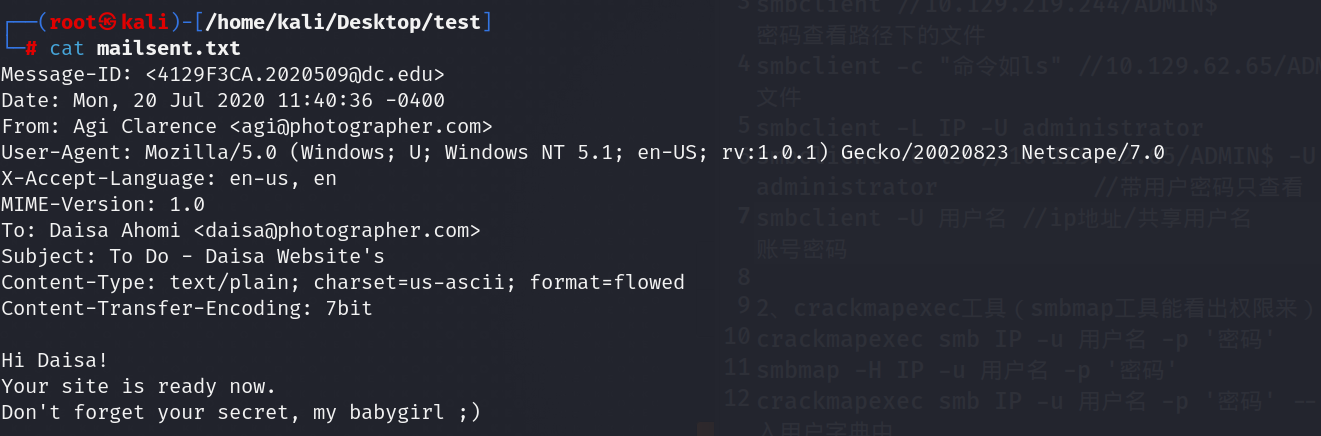 ┌──(root㉿kali)-[/home/kali/Desktop/test]
└─# cat mailsent.txt
Message-ID: <4129F3CA.2020509@dc.edu>
Date: Mon, 20 Jul 2020 11:40:36 -0400
From: Agi Clarence <agi@photographer.com>
User-Agent: Mozilla/5.0 (Windows; U; Windows NT 5.1; en-US; rv:1.0.1) Gecko/20020823 Netscape/7.0
X-Accept-Language: en-us, en
MIME-Version: 1.0
To: Daisa Ahomi <daisa@photographer.com>
Subject: To Do - Daisa Website's
Content-Type: text/plain; charset=us-ascii; format=flowed
Content-Transfer-Encoding: 7bit
Hi Daisa!
Your site is ready now.
Don't forget your secret, my babygirl ;)
3 smbclient //10.129.219.244/ADMIN$
密码查看路径下的文件
4 smbclient -c "命令如ls" //10.129.62.65/ADM
文件
5 smbclient -L IP -U administrator
/ADMIN$ -U
administrator //带用户密码只查看
7 smbclient -U 用户名 //ip地址/共享用户名
账号密码
8
9 2、crackmapexec工具(smbmap工具能看出权限来)
10 crackmapexec smb IP -u 用户名 -p '密码'
11 smbmap -H IP -u 用户名 -p '密码'
12 crackmapexec smb IP -u 用户名 -p '密码' --
入用户字典中